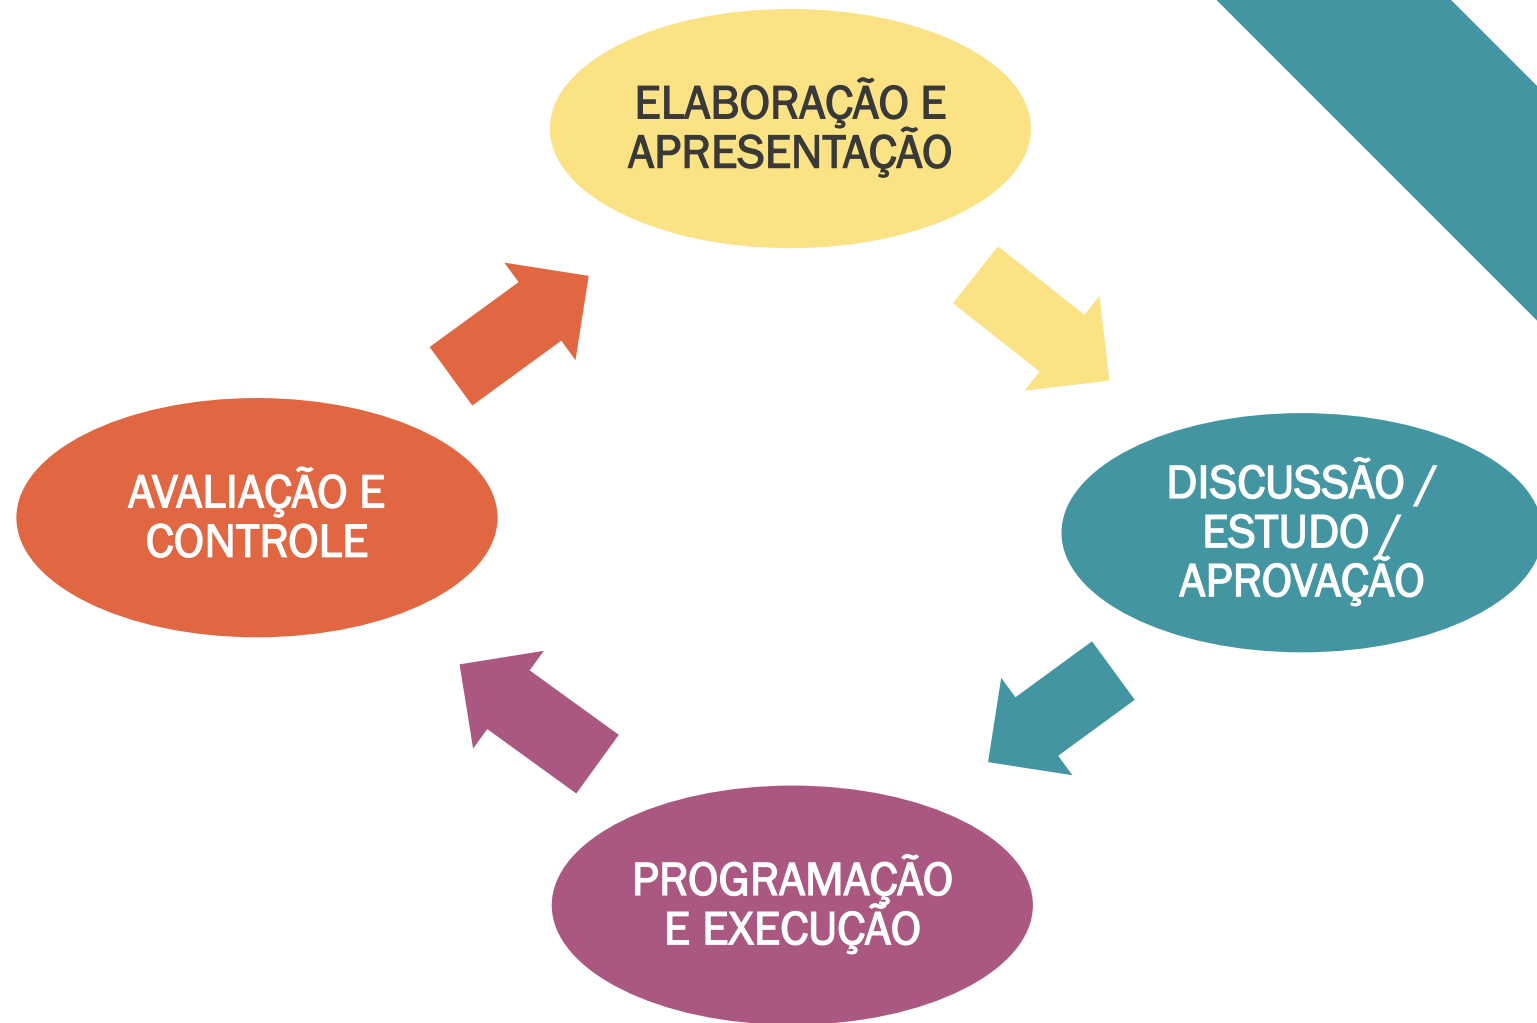 ELABORAÇÃO E
APRESENTAÇÃO
DISCUSSÃO /
ESTUDO /
APROVAÇÃO
PROGRAMAÇÃO
E EXECUÇÃO
AVALIAÇÃO E
CONTROLE